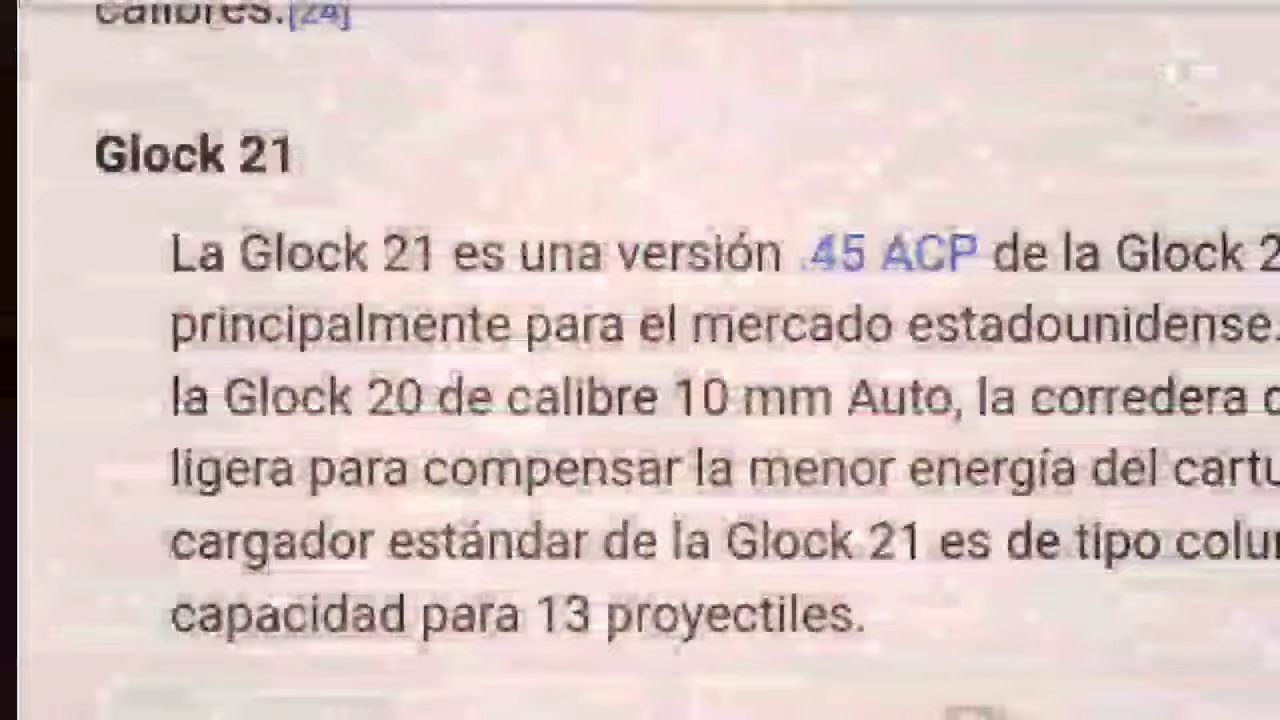 calibres.[24]
Glock 21
La Glock 21 es una versión .45 ACP de la Glock
principalmente para el mercado estadounidense.
la Glock 20 de calibre 10 mm Auto, la corredera
ligera para compensar la menor energía del
cargador estándar de la Glock 21 es de tipo
capacidad para 13 proyectiles.